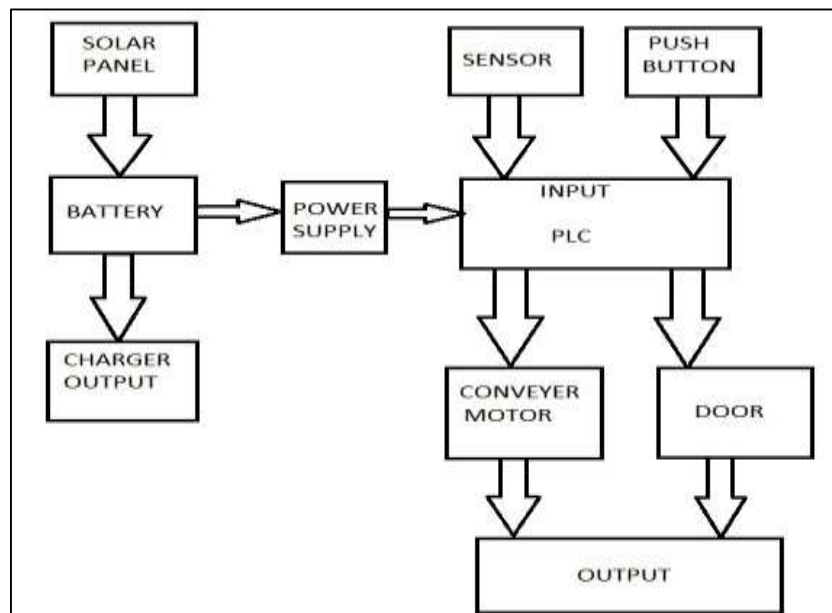 SOLAR
PANEL
SENSOR
PUSH
BUTTON
BATTERY
POWER
SUPPLY
INPUT
PLC
CHARGER
OUTPUT
CONVEYER
MOTOR
DOOR
OUTPUT